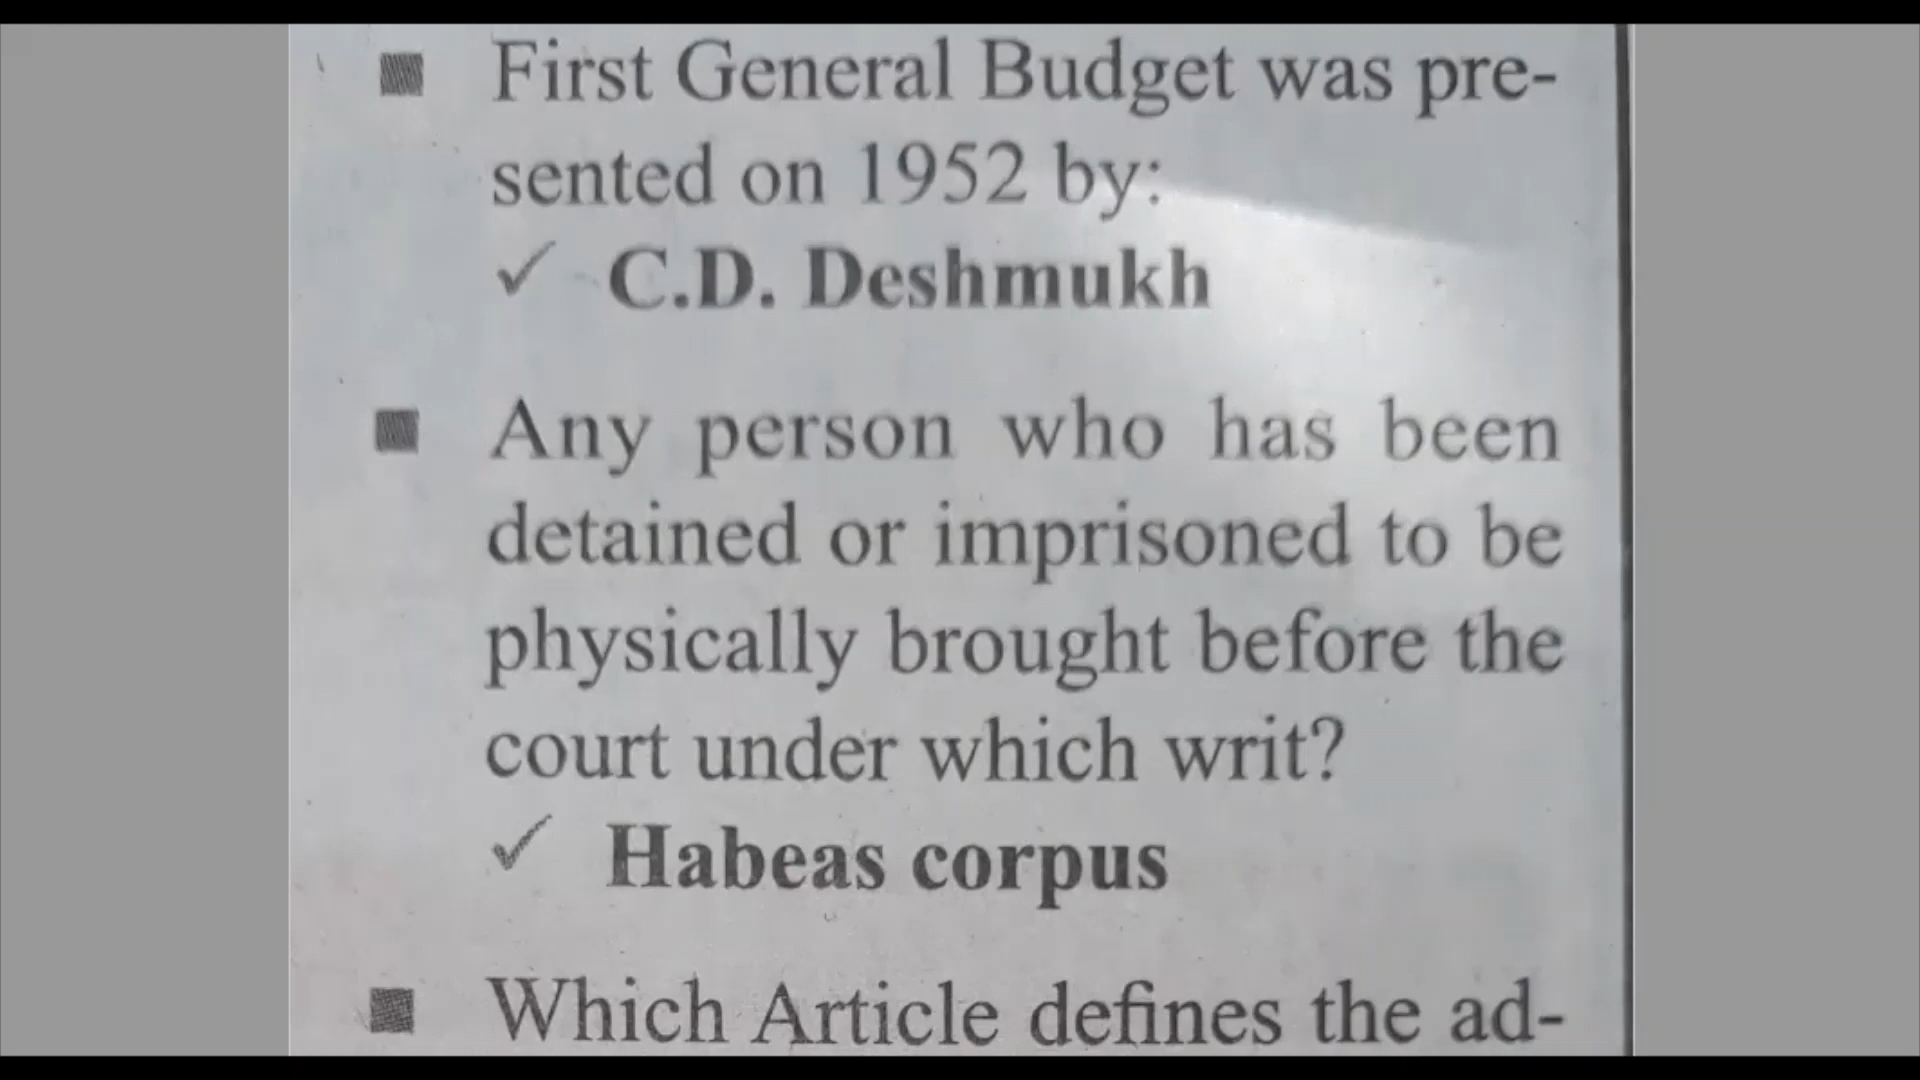 ■ First General Budget was pre-
sented on 1952 by:
✓ C.D. Deshmukh
■ Any person who has been
detained or imprisoned to be
physically brought before the
court under which writ?
✓ Habeas corpus
■ Which Article defines the ad-